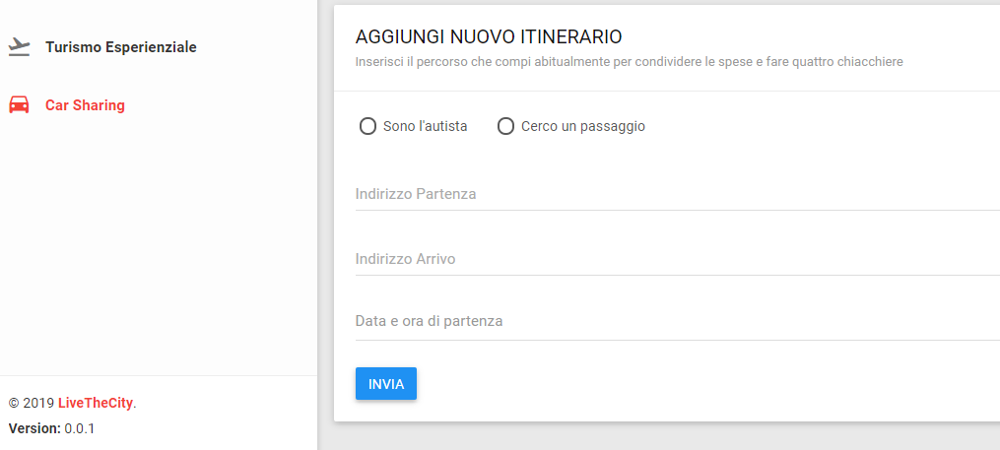 Turismo Esperienziale
Car Sharing
© 2019 LiveTheCity.
Version: 0.0.1
AGGIUNGI NUOVO ITINERARIO
Inserisci il percorso che compi abitualmente per condividere le spese e fare quattro chiacchiere
Sono l'autista Cerco un passaggio
Indirizzo Partenza
Indirizzo Arrivo
Data e ora di partenza
INVIA